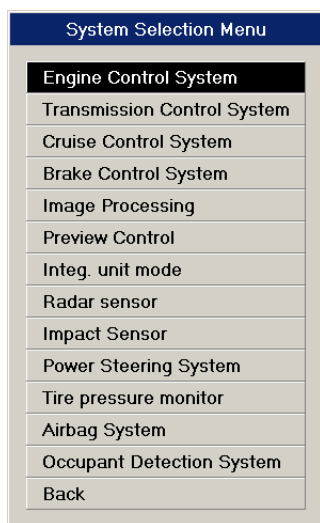 System Selection Menu
Engine Control System
Transmission Control System
Cruise Control System
Brake Control System
Image Processing
Preview Control
Integ. unit mode
Radar sensor
Impact Sensor
Power Steering System
Tire pressure monitor
Airbag System
Occupant Detection System
Back